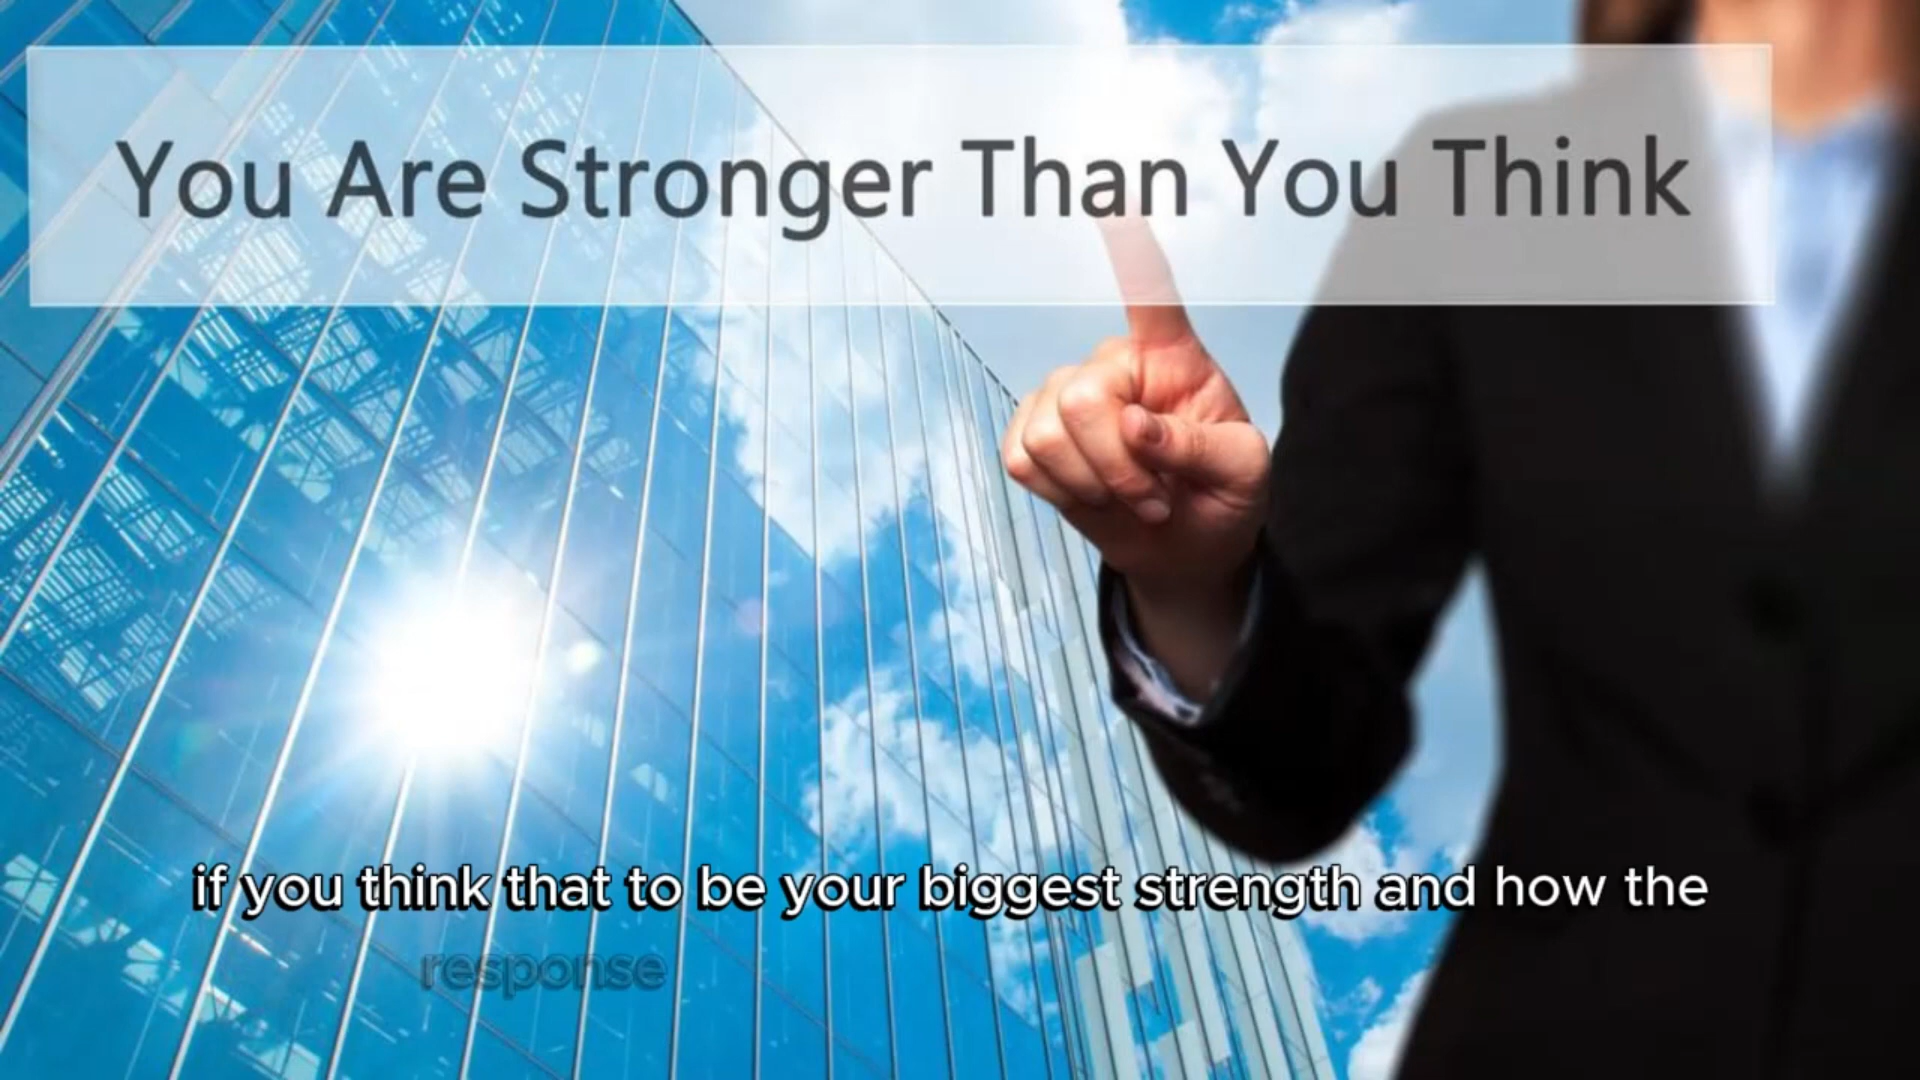 You Are Stronger Than You Think
if you think that to be your biggest strength and how the
response